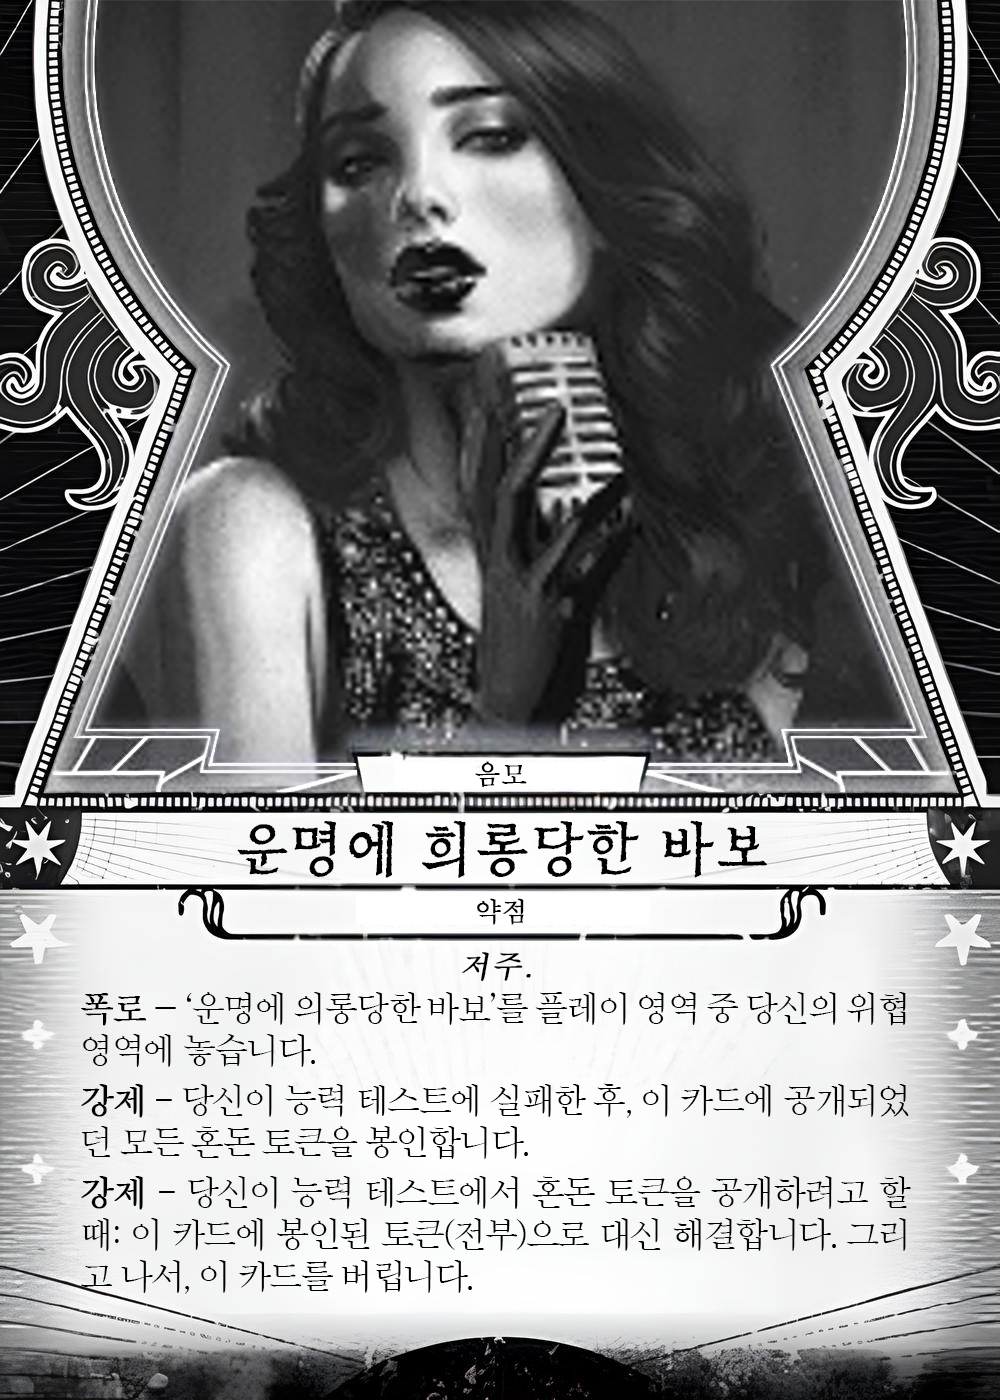 음모
운명에 희롱당한 바보
약점
저주.
폭로 – ‘운명에 의롱당한 바보’를 플레이 영역 중 당신의 위협
영역에 놓습니다.
강제 – 당신이 능력 테스트에 실패한 후, 이 카드에 공개되었
던 모든 혼돈 토큰을 봉인합니다.
강제 – 당신이 능력 테스트에서 혼돈 토큰을 공개하려고 할
때: 이 카드에 봉인된 토큰(전부)으로 대신 해결합니다. 그리
고 나서, 이 카드를 버립니다.